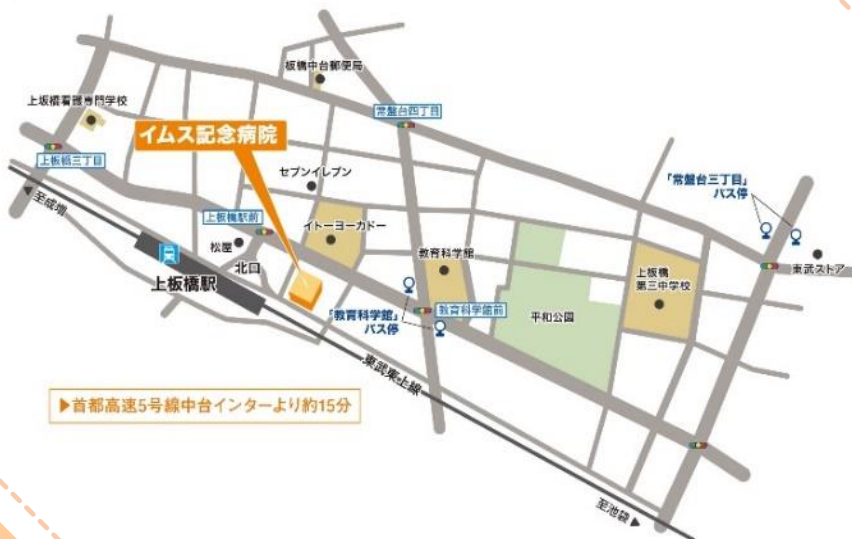 板橋中台郵便局
上坂橋看護専門学校
常盤台四丁目
イムス記念病院
上板橋三丁目
セブンイレブン
「常盤台三丁目」
バス停
至成増
上板橋駅前
イトーヨーカドー
松屋
教育科学館
上板橋
第三中学校
東武ストア
北口
上板橋駅
「教育科学館」
バス停
教育科学館前
平和公園
東武東上線
▶首都高速5号線中台インターより約15分
至池袋